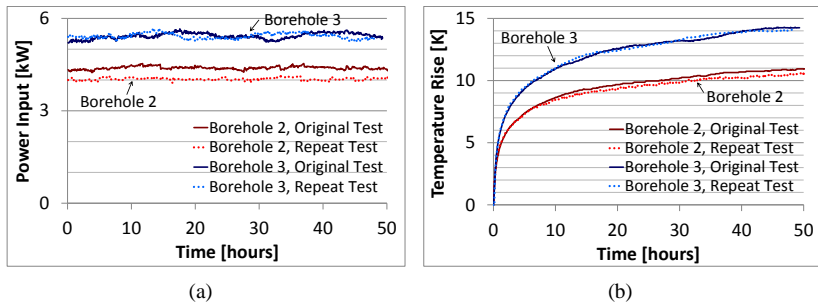 Power Input [kW]
6
3
0
Borehole 3
Borehole 2
Borehole 2, Original Test
Borehole 2, Repeat Test
Borehole 3, Original Test
Borehole 3, Repeat Test
0 10 20 30 40 50
Time [hours]
(a)
Temperature Rise [K]
15
10
5
0
Borehole 3
Borehole 2
Borehole 2, Original Test
Borehole 2, Repeat Test
Borehole 3, Original Test
Borehole 3, Repeat Test
0 10 20 30 40 50
Time [hours]
(b)